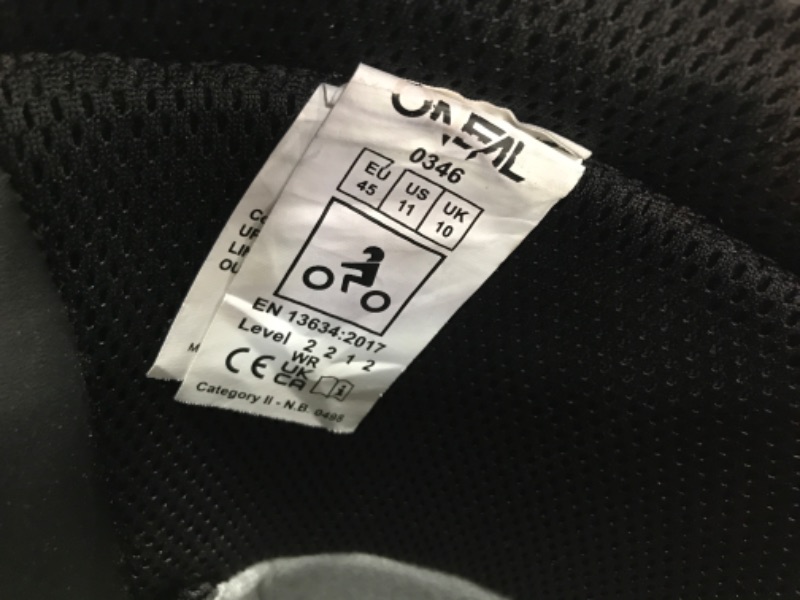 O'NEAL
0346
EU 45 US 11 UK 10
EN 13634:2017
Level 2 2 1 2
WR
CE UK CA
Category II - N.B. 0465